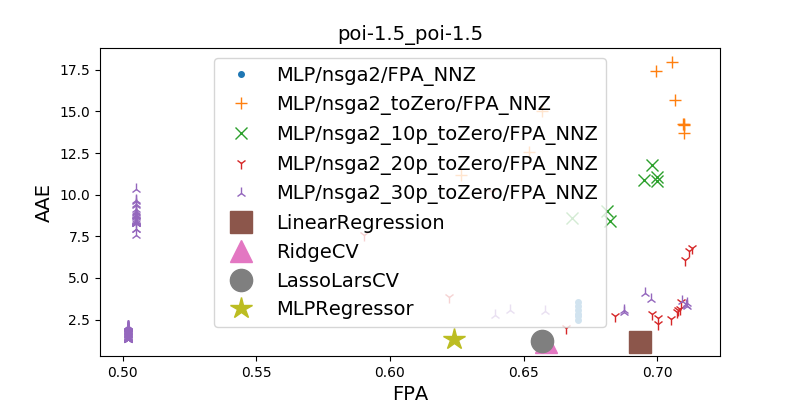 poi-1.5_poi-1.5
17.5
15.0
12.5
10.0
7.5
5.0
2.5
AAE
MLP/nsga2/FPA_NNZ
MLP/nsga2_toZero/FPA_NNZ
MLP/nsga2_10p_toZero/FPA_NNZ
MLP/nsga2_20p_toZero/FPA_NNZ
MLP/nsga2_30p_toZero/FPA_NNZ
LinearRegression
RidgeCV
LassoLarsCV
MLPRegressor
0.50 0.55 0.60 0.65 0.70
FPA